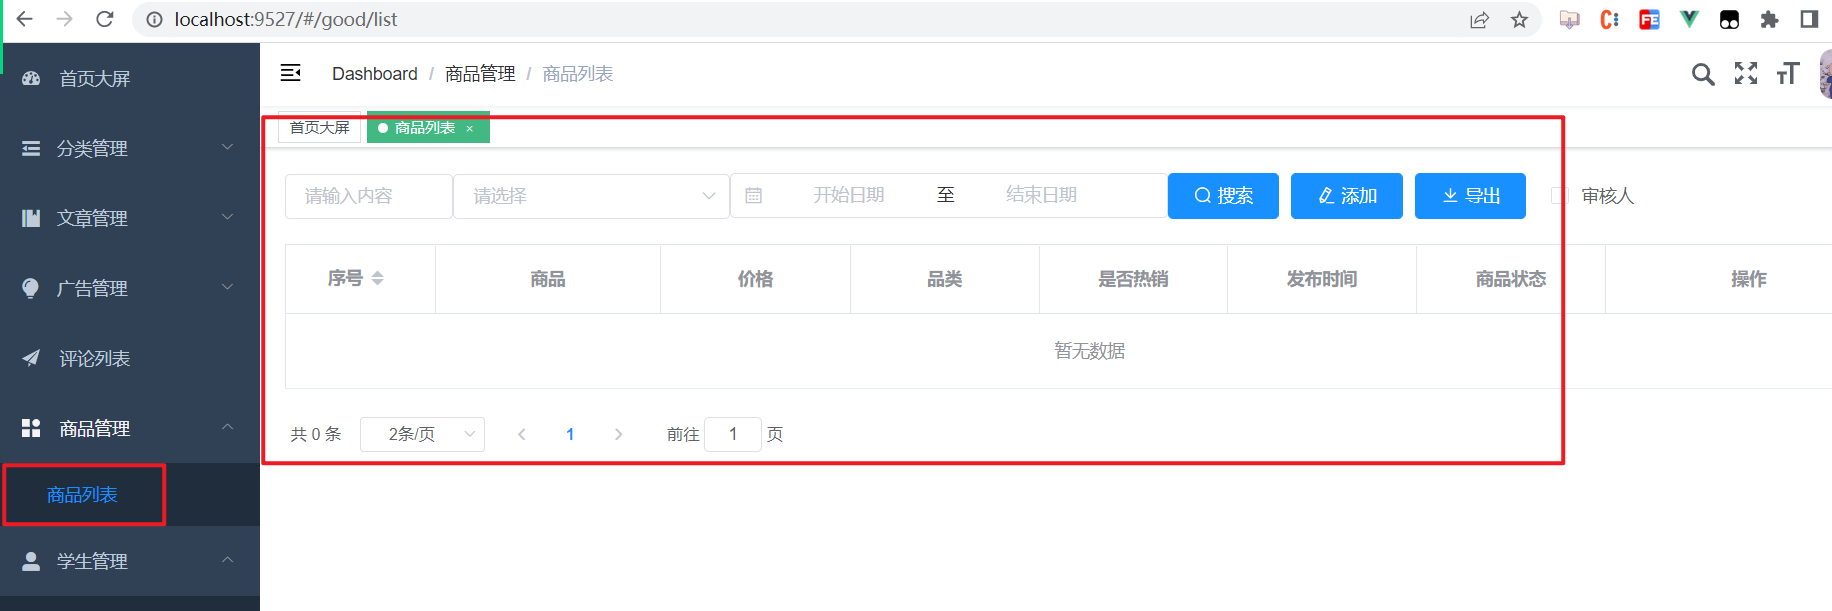 localhost:9527/#/good/list
首页大屏
分类管理
文章管理
广告管理
评论列表
商品管理
商品列表
学生管理
Dashboard / 商品管理 / 商品列表
首页大屏 商品列表 ×
请输入内容 请选择 开始日期 至 结束日期 搜索 添加 导出 审核人
序号 商品 价格 品类 是否热销 发布时间 商品状态 操作
暂无数据
共 0 条 2条/页 1 前往 1 页